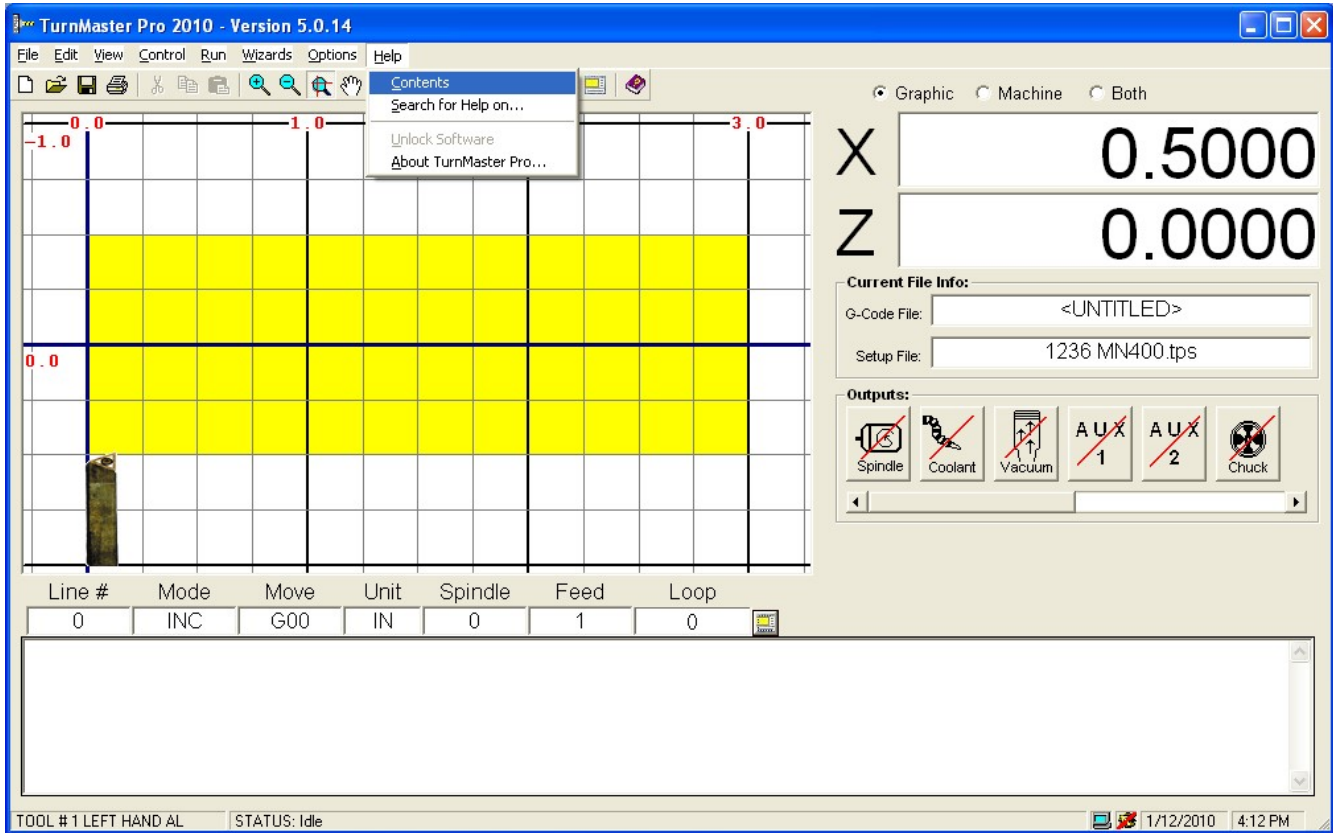 TurnMaster Pro 2010 - Version 5.0.14
File Edit View Control Run Wizards Options Help
Contents
Search for Help on...
Unlock Software
About TurnMaster Pro...
Graphic Machine Both
0.0 1.0 3.0
-1.0
0.0
X 0.5000
Z 0.0000
Current File Info:
G-Code File: <UNTITLED>
Setup File: 1236 MN400.tps
Outputs:
Spindle Coolant Vacuum AUX 1 AUX 2 Chuck
Line # Mode Move Unit Spindle Feed Loop
0 INC G00 IN 0 1 0
TOOL # 1 LEFT HAND AL STATUS: Idle 1/12/2010 4:12 PM